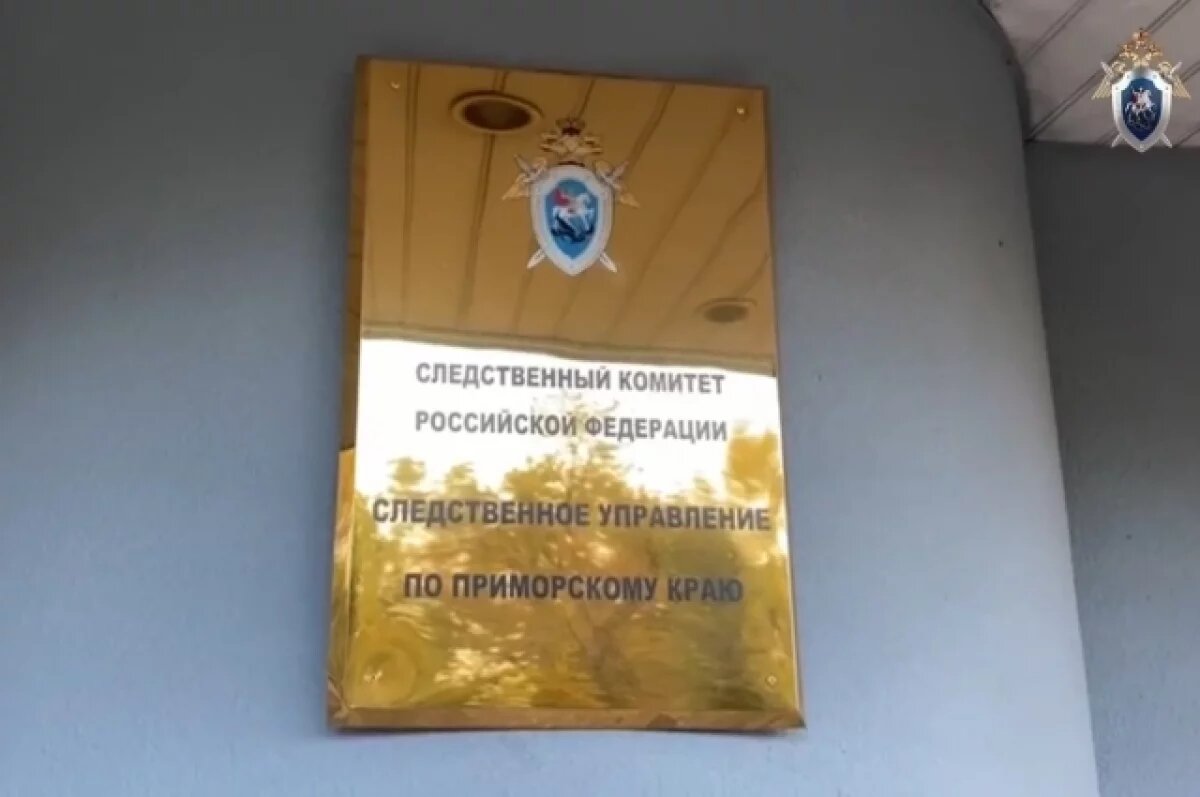 СЛЕДСТВЕННЫЙ КОМИТЕТ
РОССИЙСКОЙ ФЕДЕРАЦИИ
СЛЕДСТВЕННОЕ УПРАВЛЕНИЕ
ПО ПРИМОРСКОМУ КРАЮ